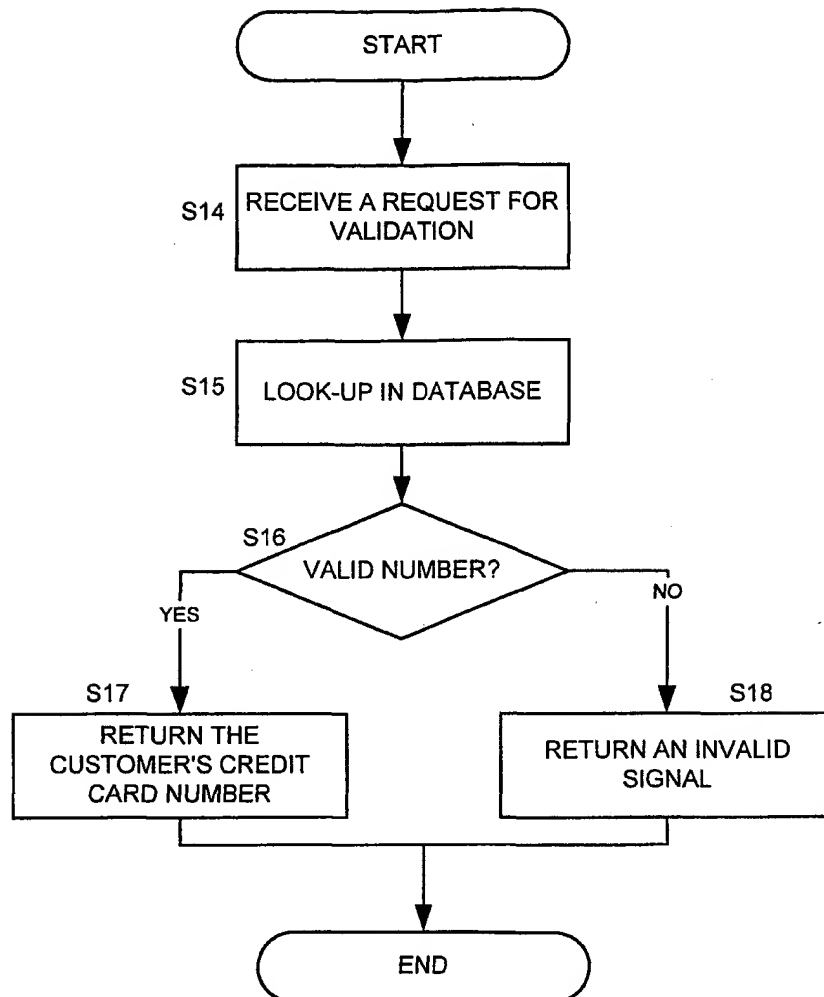 START
S14
RECEIVE A REQUEST FOR
VALIDATION
S15
LOOK-UP IN DATABASE
S16
VALID NUMBER?
YES
NO
S17
RETURN THE
CUSTOMER'S CREDIT
CARD NUMBER
S18
RETURN AN INVALID
SIGNAL
END